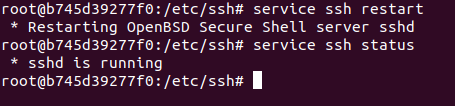 root@b745d39277f0:/etc/ssh# service ssh restart
 * Restarting OpenBSD Secure Shell server sshd
root@b745d39277f0:/etc/ssh# service ssh status
 * sshd is running
root@b745d39277f0:/etc/ssh#